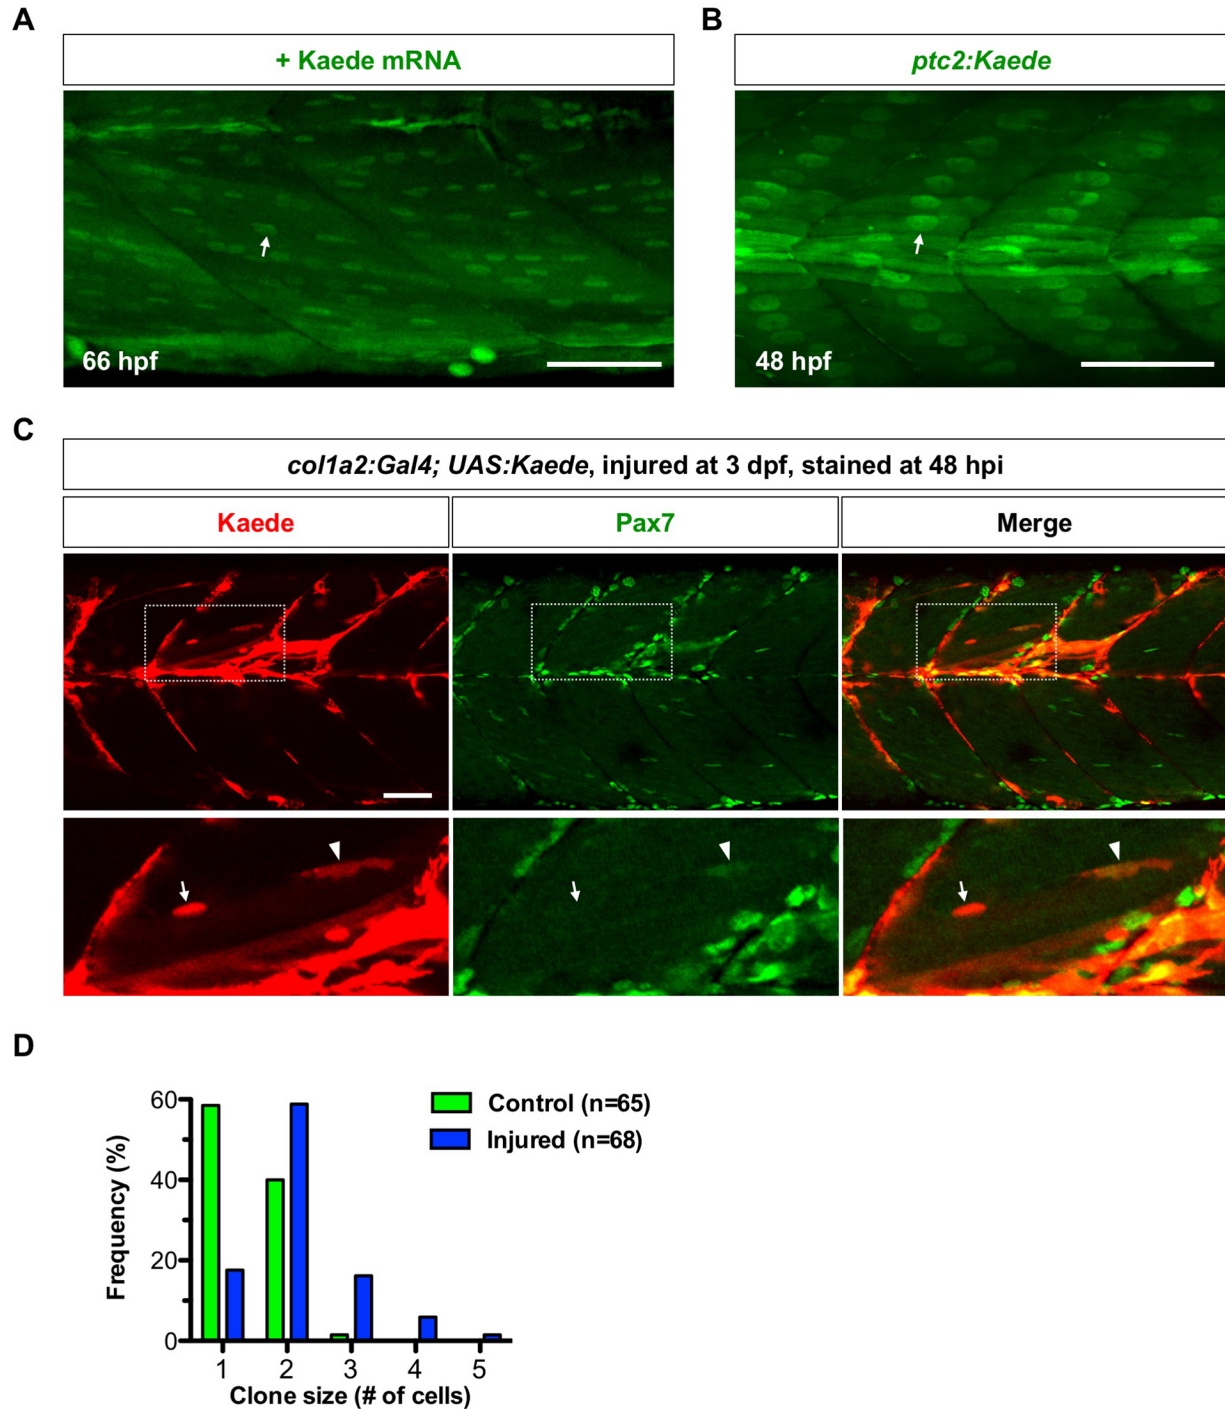 A
B
+ Kaede mRNA
ptc2:Kaede
66 hpf
48 hpf
C
col1a2:Gal4; UAS:Kaede, injured at 3 dpf, stained at 48 hpi
Kaede
Pax7
Merge
D
60
40
20
0
Frequency (%)
Control (n=65)
Injured (n=68)
1 2 3 4 5
Clone size (# of cells)